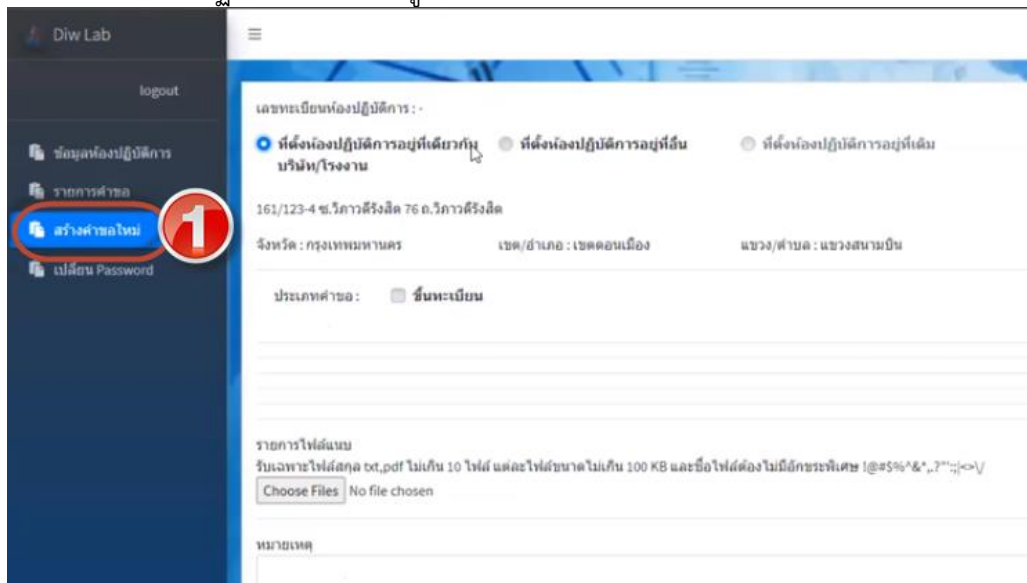 Diw Lab
logout
ข้อมูลห้องปฏิบัติการ
รายการคำขอ
สร้างคำขอใหม่
1
เปลี่ยน Password
เลขทะเบียนห้องปฏิบัติการ : -
ที่ตั้งห้องปฏิบัติการอยู่ที่เดียวกับ
บริษัท/โรงงาน
ที่ตั้งห้องปฏิบัติการอยู่ที่อื่น
ที่ตั้งห้องปฏิบัติการอยู่ที่เดิม
161/123-4 ซ.วิภาวดีรังสิต 76 ถ.วิภาวดีรังสิต
จังหวัด : กรุงเทพมหานคร
เขต/อำเภอ : เขตดอนเมือง
แขวง/ตำบล : แขวงสนามบิน
ประเภทคำขอ :
ขึ้นทะเบียน
รายการไฟล์แนบ
รับเฉพาะไฟล์สกุล txt,pdf ไม่เกิน 10 ไฟล์ แต่ละไฟล์ขนาดไม่เกิน 100 KB และชื่อไฟล์ต้องไม่มีอักขระพิเศษ !@#$%^&*,.?"':;|<>\/
Choose Files No file chosen
หมายเหตุ